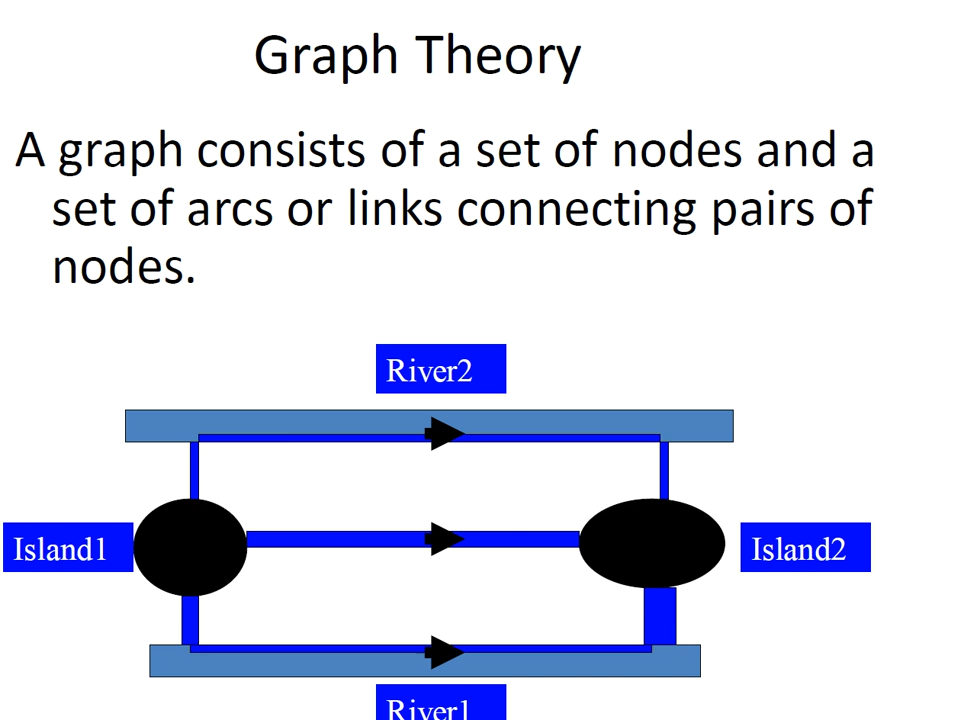 Graph Theory
A graph consists of a set of nodes and a
set of arcs or links connecting pairs of
nodes.
River2
Island1
Island2
River1